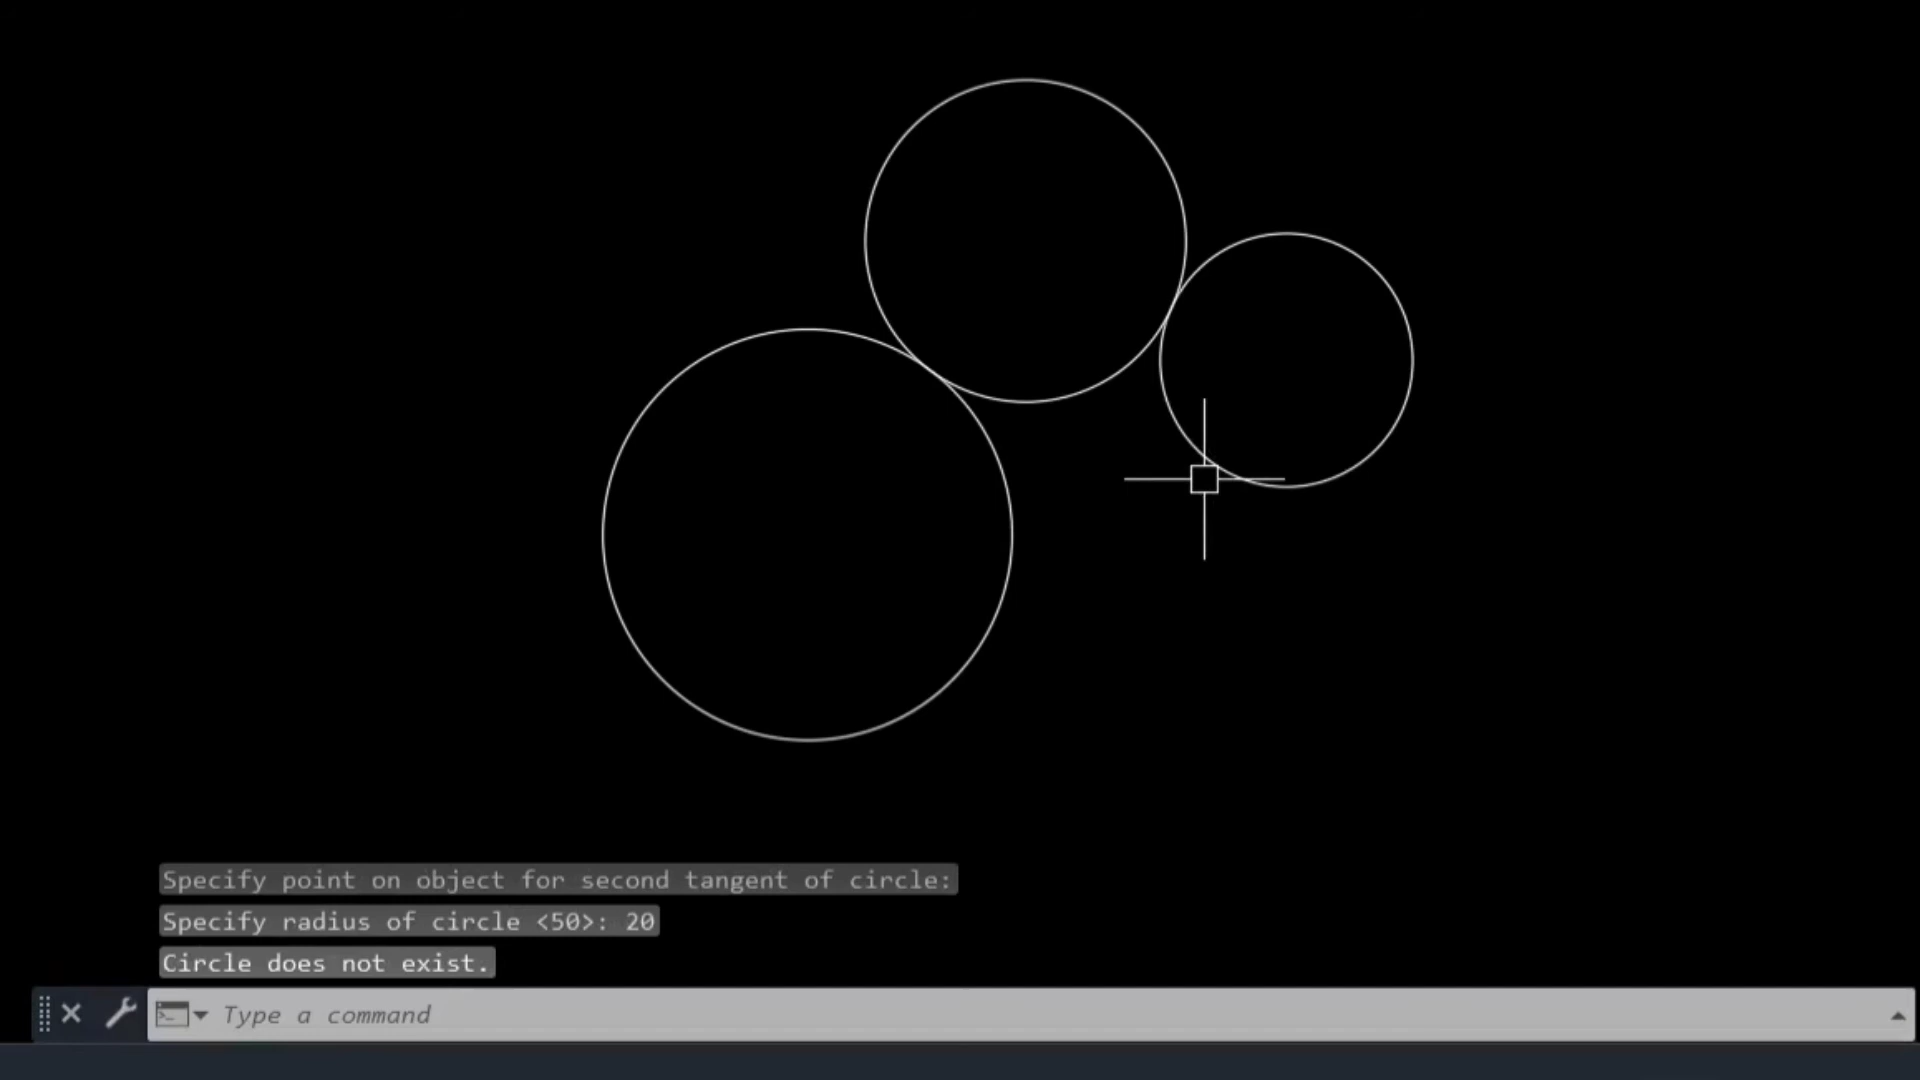 Specify point on object for second tangent of circle:
Specify radius of circle <50>: 20
Circle does not exist.
Type a command